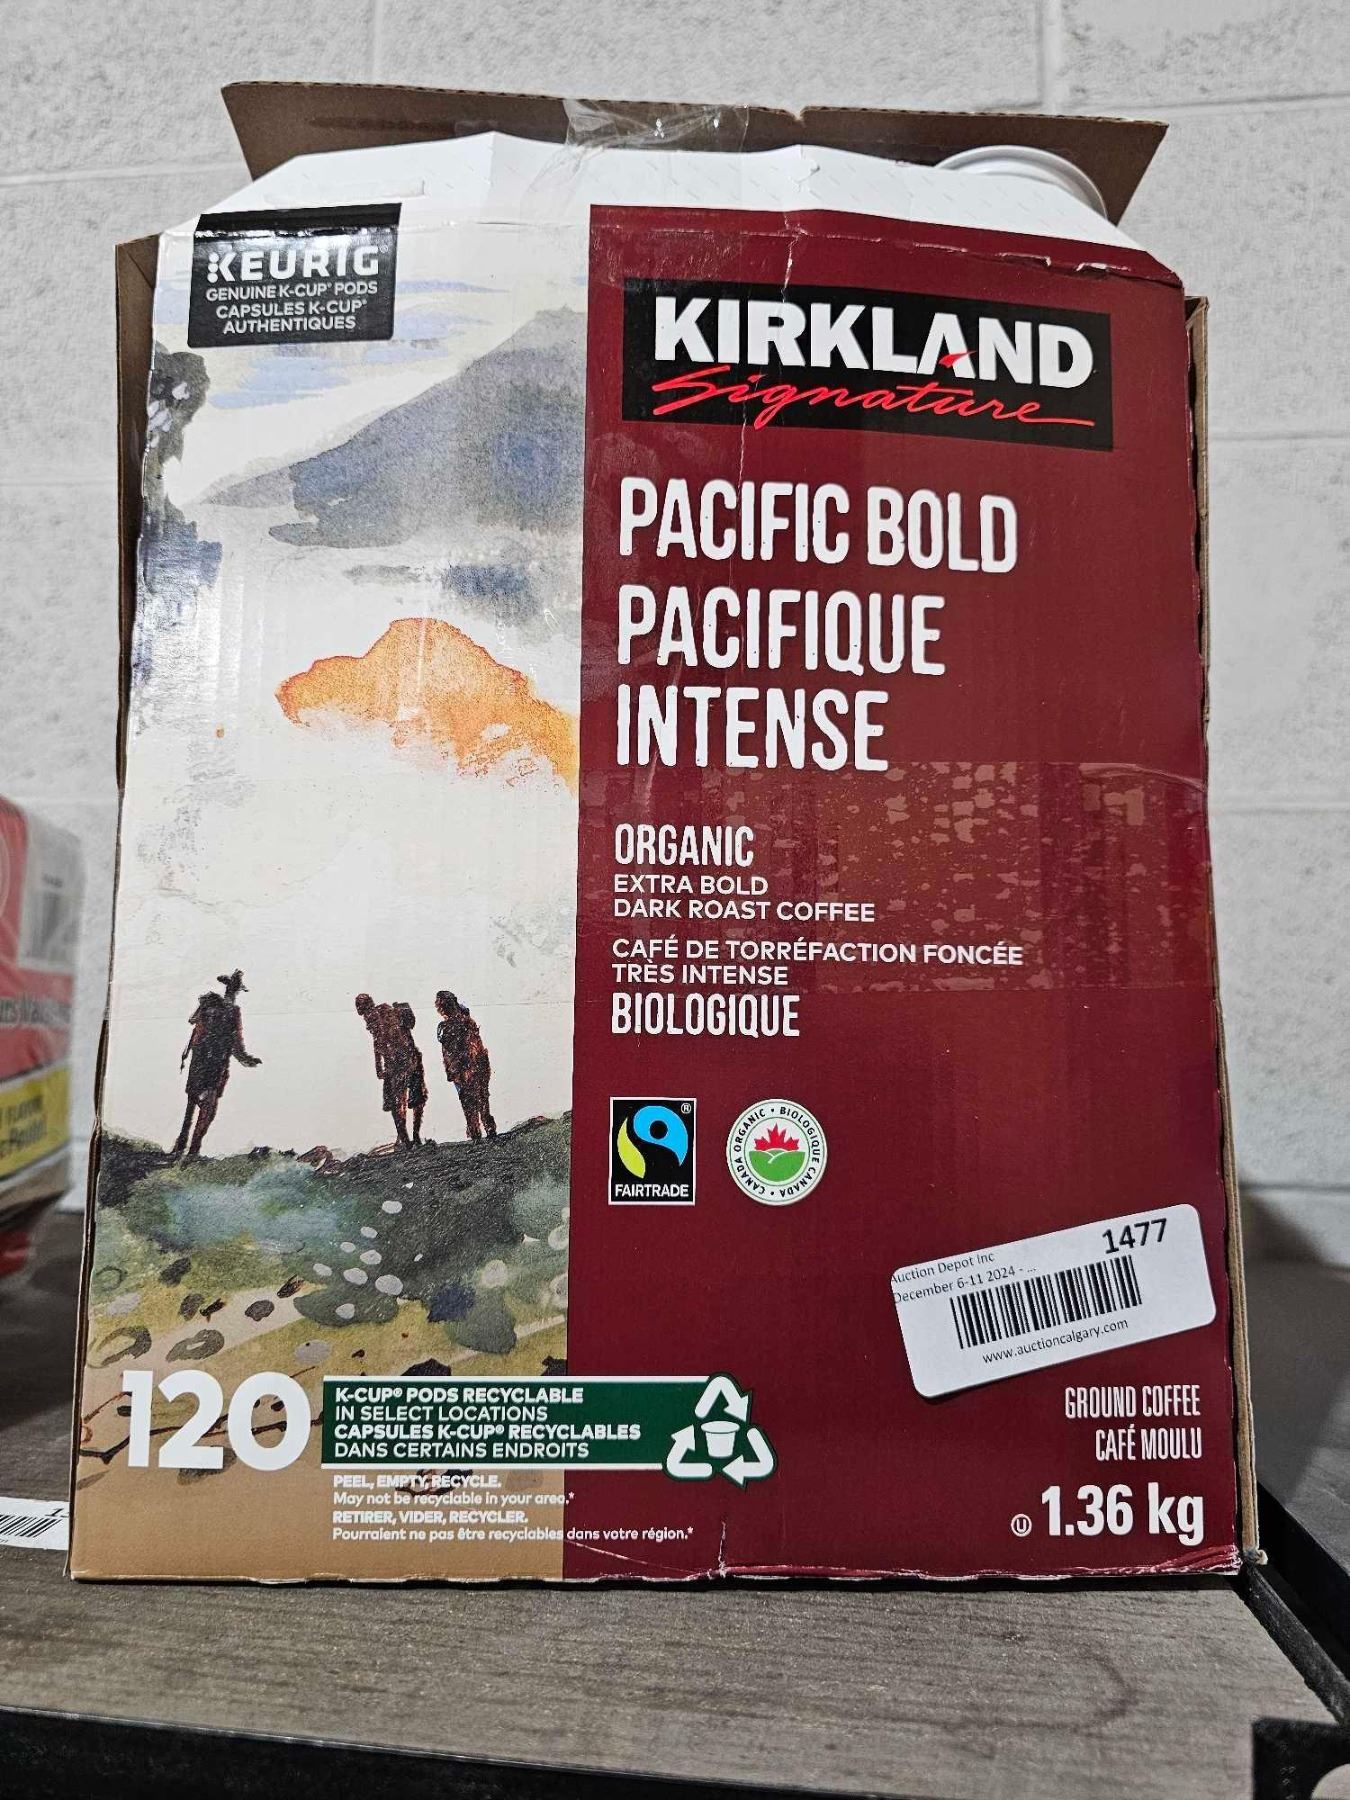 KEURIG
GENUINE K-CUP® PODS
CAPSULES K-CUP®
AUTHENTIQUES
KIRKLAND
Signature
PACIFIC BOLD
PACIFIQUE
INTENSE
ORGANIC
EXTRA BOLD
DARK ROAST COFFEE
CAFÉ DE TORRÉFACTION FONCÉE
TRÈS INTENSE
BIOLOGIQUE
FAIRTRADE
CANADA ORGANIC • BIOLOGIQUE CANADA •
1477
Auction Depot Inc
December 6-11 2024 - ...
www.auctioncalgary.com
120
K-CUP® PODS RECYCLABLE
IN SELECT LOCATIONS
CAPSULES K-CUP® RECYCLABLES
DANS CERTAINS ENDROITS
PEEL, EMPTY, RECYCLE.
May not be recyclable in your area.*
RETIRER, VIDER, RECYCLER.
Pourraient ne pas être recyclables dans votre région.*
GROUND COFFEE
CAFÉ MOULU
U 1.36 kg